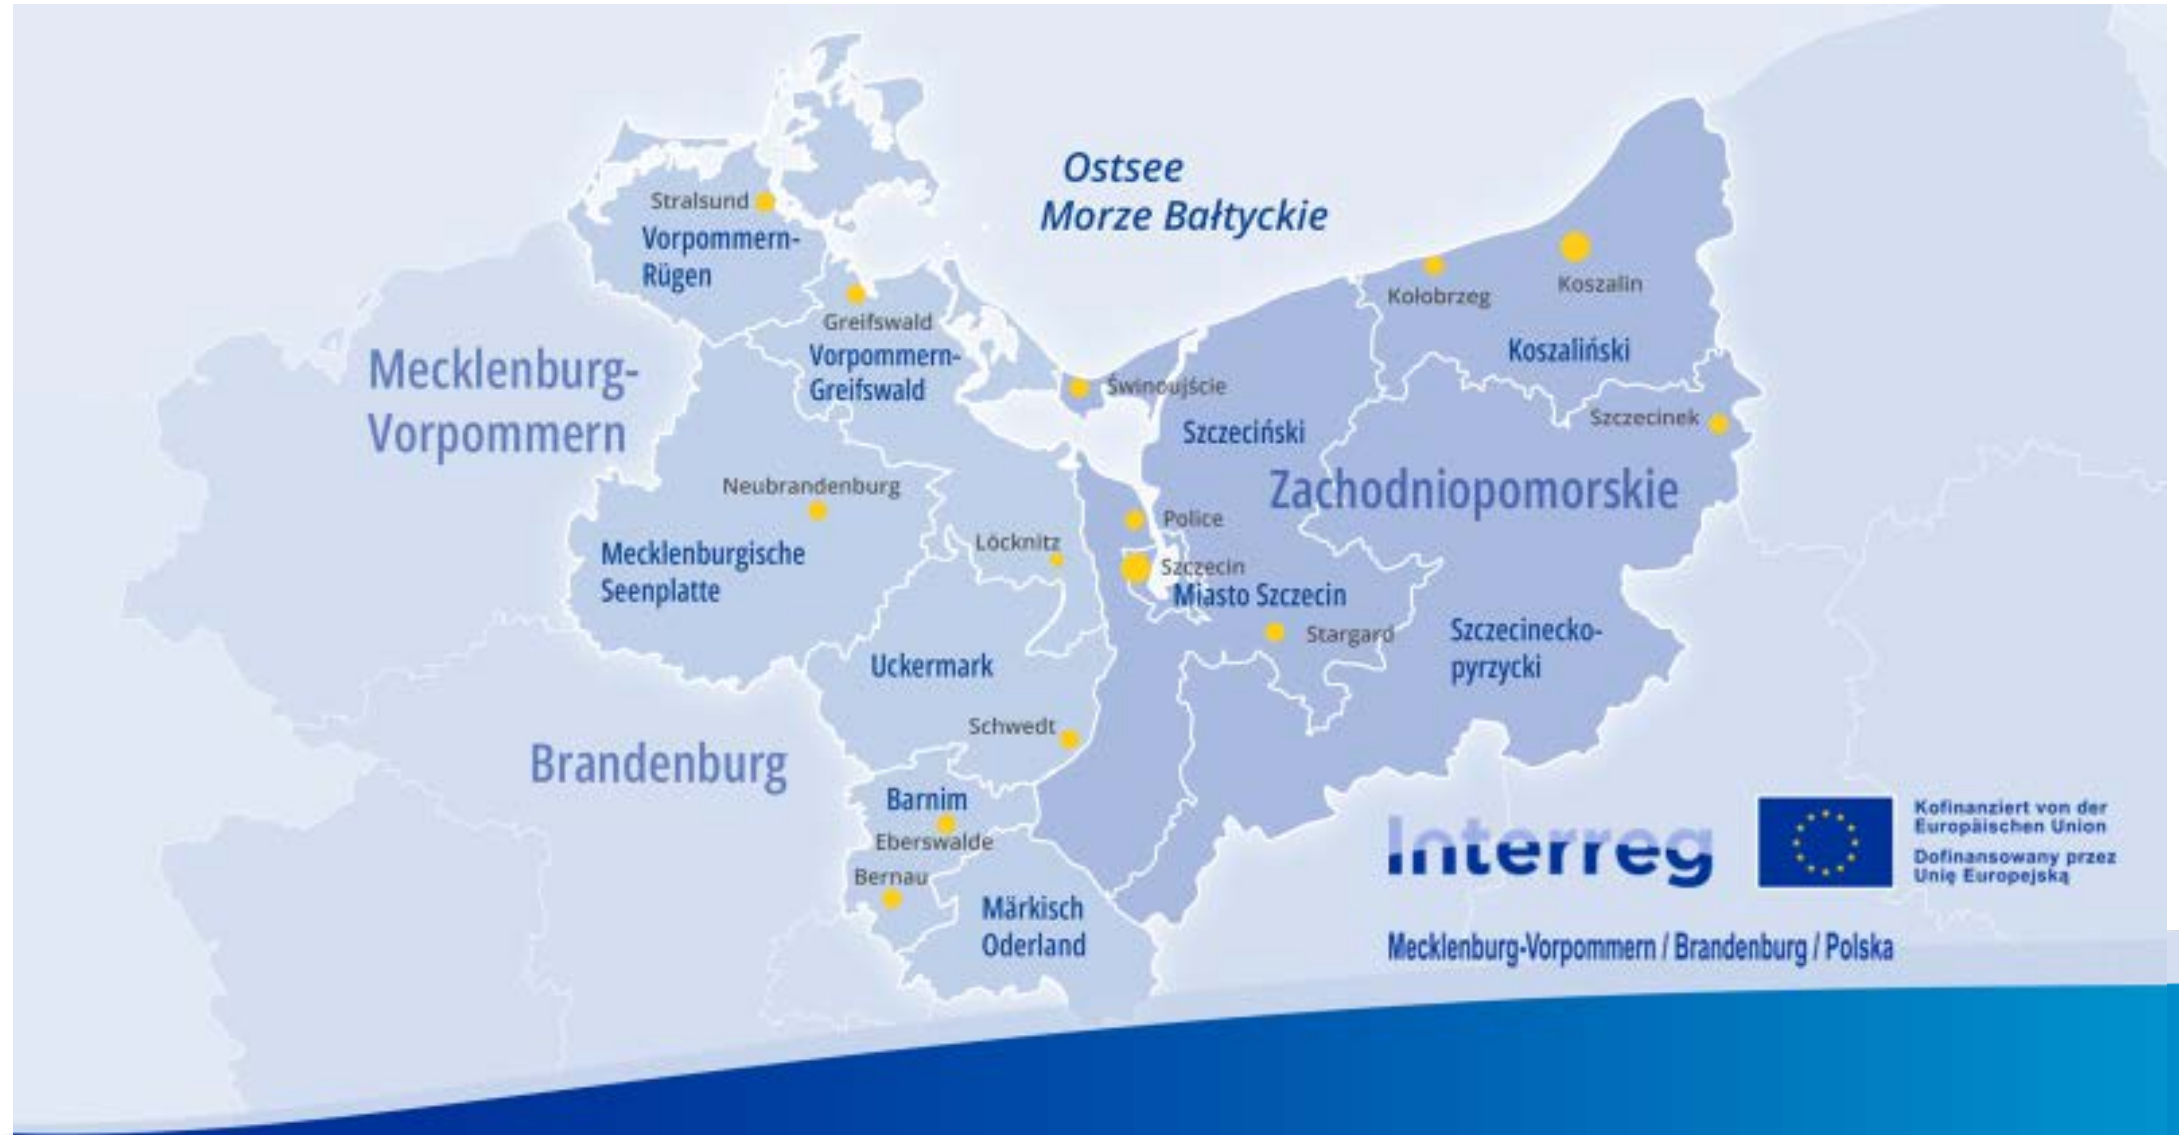 Ostsee
Morze Bałtyckie
Stralsund
Vorpommern-
Rügen
Greifswald
Vorpommern-
Greifswald
Mecklenburg-
Vorpommern
Kołobrzeg
Koszalin
Koszaliński
Świnoujście
Szczeciński
Szczecinek
Zachodniopomorskie
Neubrandenburg
Mecklenburgische
Seenplatte
Löcknitz
Police
Szczecin
Miasto Szczecin
Stargard
Szczecinecko-
pyrzycki
Uckermark
Schwedt
Brandenburg
Barnim
Eberswalde
Bernau
Märkisch
Oderland
Interreg
Kofinanziert von der
Europäischen Union
Dofinansowany przez
Unię Europejską
Mecklenburg-Vorpommern / Brandenburg / Polska